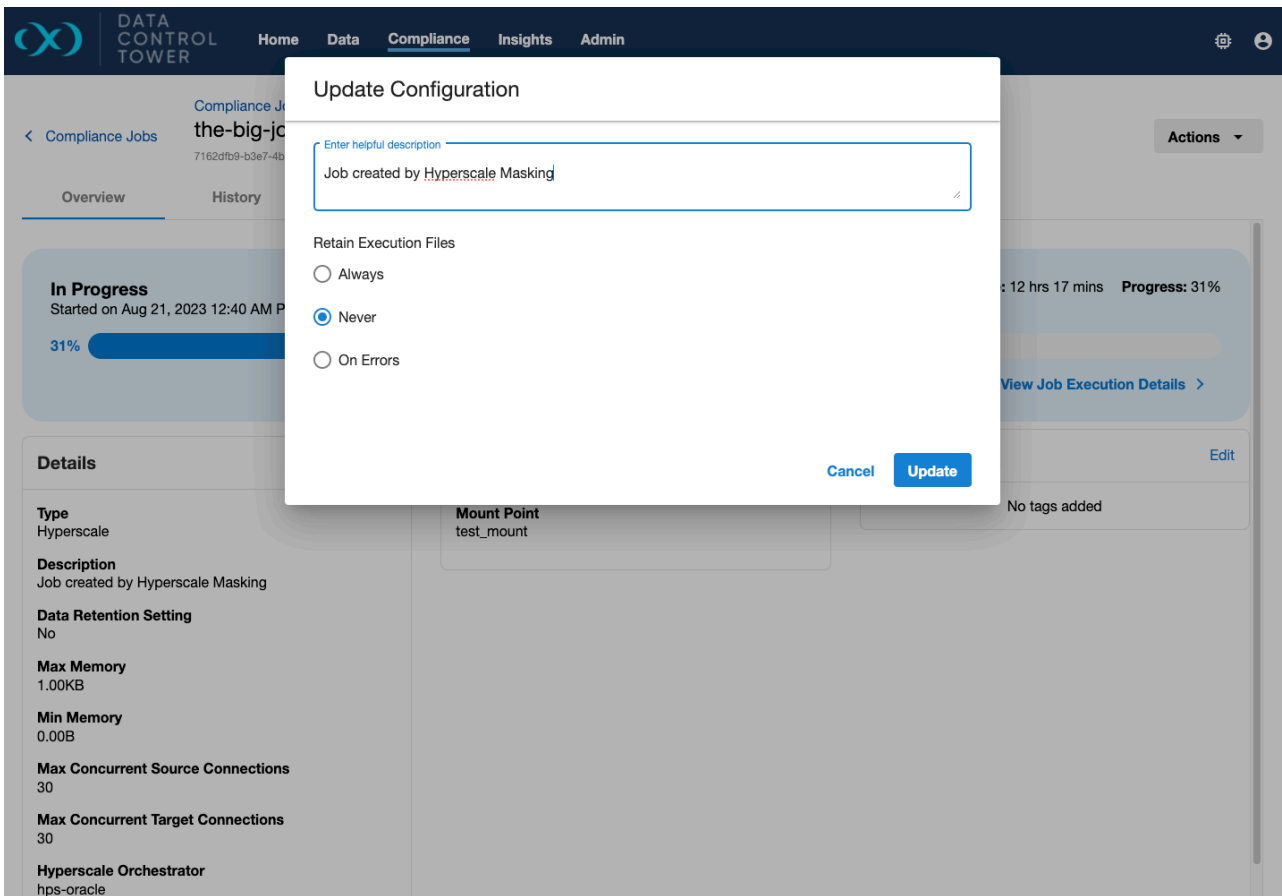 DATA
CONTROL
TOWER
Home Data Compliance Insights Admin
Update Configuration
Compliance
Compliance Jobs
the-big-
7162dfb9-b3e7-4b
Actions
Overview History
Enter helpful description
Job created by Hyperscale Masking
Retain Execution Files
Always
Never
On Errors
In Progress
Started on Aug 21, 2023 12:40 AM
: 12 hrs 17 mins Progress: 31%
31%
View Job Execution Details
Cancel Update
Details
Edit
No tags added
Type
Hyperscale
Mount Point
test_mount
Description
Job created by Hyperscale Masking
Data Retention Setting
No
Max Memory
1.00KB
Min Memory
0.00B
Max Concurrent Source Connections
30
Max Concurrent Target Connections
30
Hyperscale Orchestrator
hps-oracle